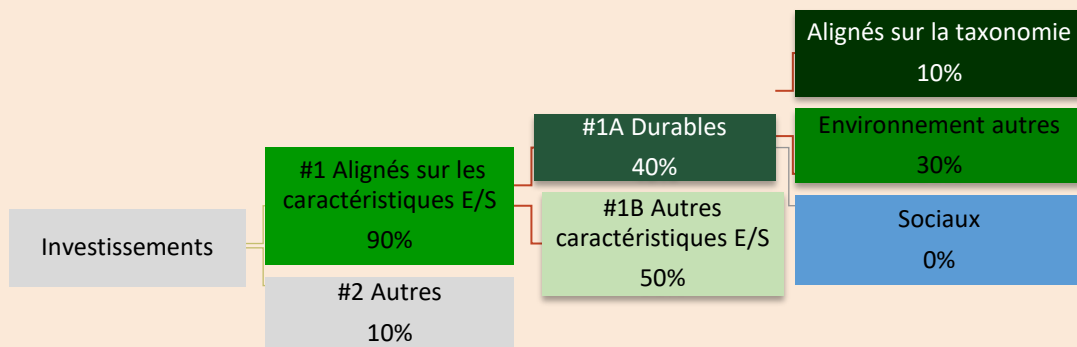 Investissements
#1 Alignés sur les
caractéristiques E/S
90%
#2 Autres
10%
#1A Durables
40%
#1B Autres
caractéristiques E/S
50%
Alignés sur la taxonomie
10%
Environnement autres
30%
Sociaux
0%